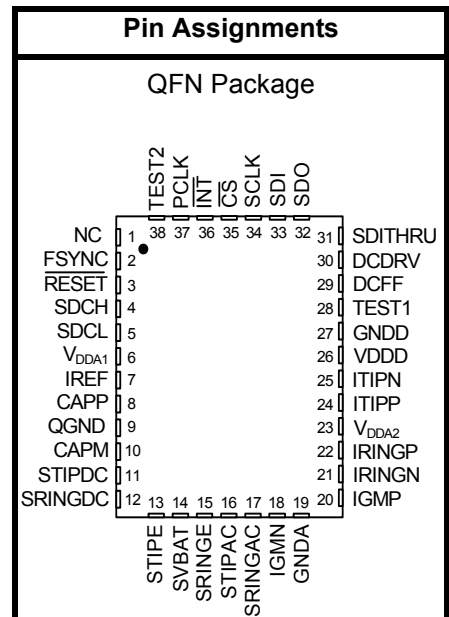 Pin Assignments
QFN Package
TEST2
PCLK
INT
CS
SCLK
SDI
SDO
38 37 36 35 34 33 32
NC 1
FSYNC 2
RESET 3
SDCH 4
SDCL 5
VDDA1 6
IREF 7
CAPP 8
QGND 9
CAPM 10
STIPDC 11
SRINGDC 12
31 SDITHRU
30 DCDRV
29 DCFF
28 TEST1
27 GNDD
26 VDDD
25 ITIPN
24 ITIPP
23 VDDA2
22 IRINGP
21 IRINGN
20 IGMP
13 14 15 16 17 18 19
STIPE
SVBAT
SRINGE
STIPAC
SRINGAC
IGMN
GNDA